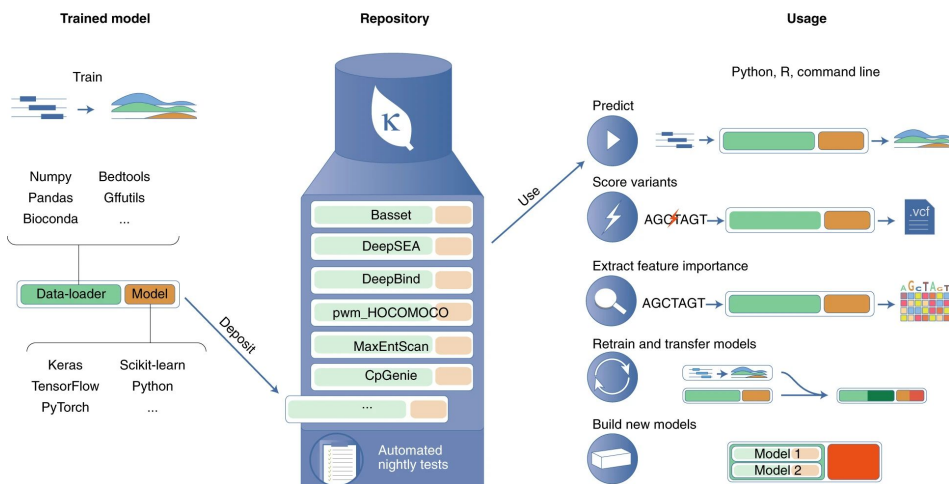 Trained model
Train
Numpy Bedtools
Pandas Gffutils
Bioconda ...
Data-loader Model
Keras Scikit-learn
TensorFlow Python
PyTorch ...
Deposit
Repository
κ
Basset
DeepSEA
DeepBind
pwm_HOCOMOCO
MaxEntScan
CpGenie
...
Automated
nightly tests
Use
Usage
Python, R, command line
Predict
Score variants
AGCTAGT
.vcf
Extract feature importance
AGCTAGT
AGCTAGT
Retrain and transfer models
Build new models
Model 1
Model 2